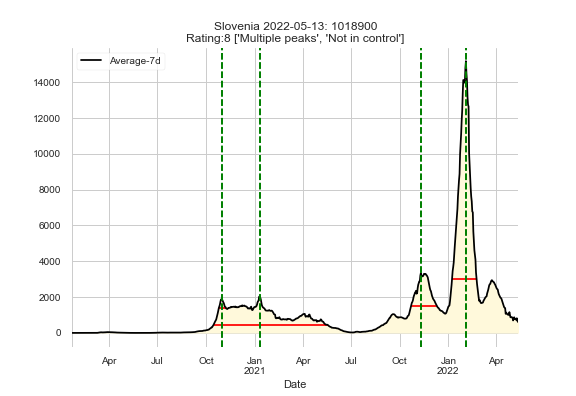 Slovenia 2022-05-13: 1018900
Rating:8 ['Multiple peaks', 'Not in control']
Average-7d
14000
12000
10000
8000
6000
4000
2000
0
Apr Jul Oct Jan Apr Jul Oct Jan Apr
2021 2022
Date